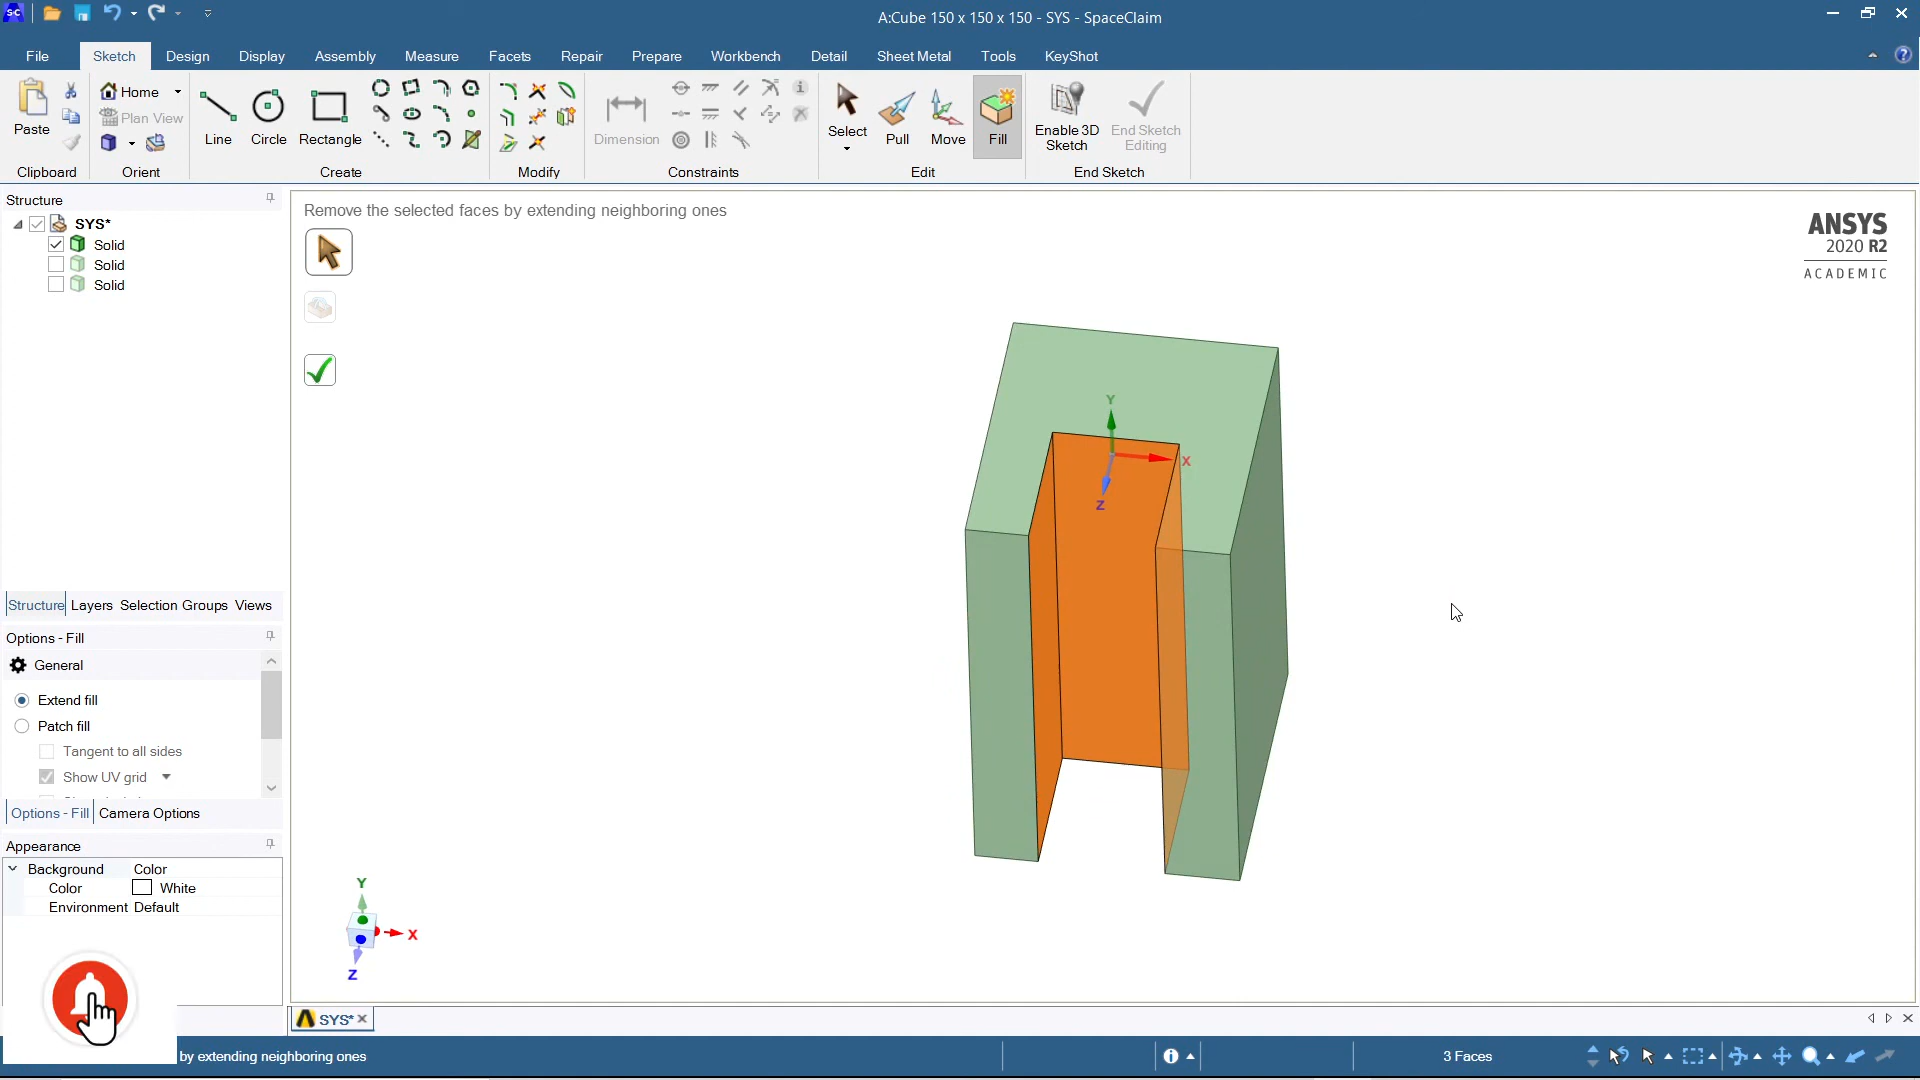 SC
A:Cube 150 x 150 x 150 - SYS - SpaceClaim
File Sketch Design Display Assembly Measure Facets Repair Prepare Workbench Detail Sheet Metal Tools KeyShot
Paste
Home
Plan View
Line Circle Rectangle
Dimension
Select Pull Move Fill
Enable 3D Sketch
End Sketch Editing
Clipboard Orient Create Modify Constraints Edit End Sketch
Structure
SYS*
Solid
Solid
Solid
Structure Layers Selection Groups Views
Options - Fill
General
Extend fill
Patch fill
Tangent to all sides
Show UV grid
Options - Fill Camera Options
Appearance
Background Color
Color White
Environment Default
Remove the selected faces by extending neighboring ones
ANSYS
2020 R2
ACADEMIC
Y
X
Z
Y
X
Z
SYS*
by extending neighboring ones
3 Faces